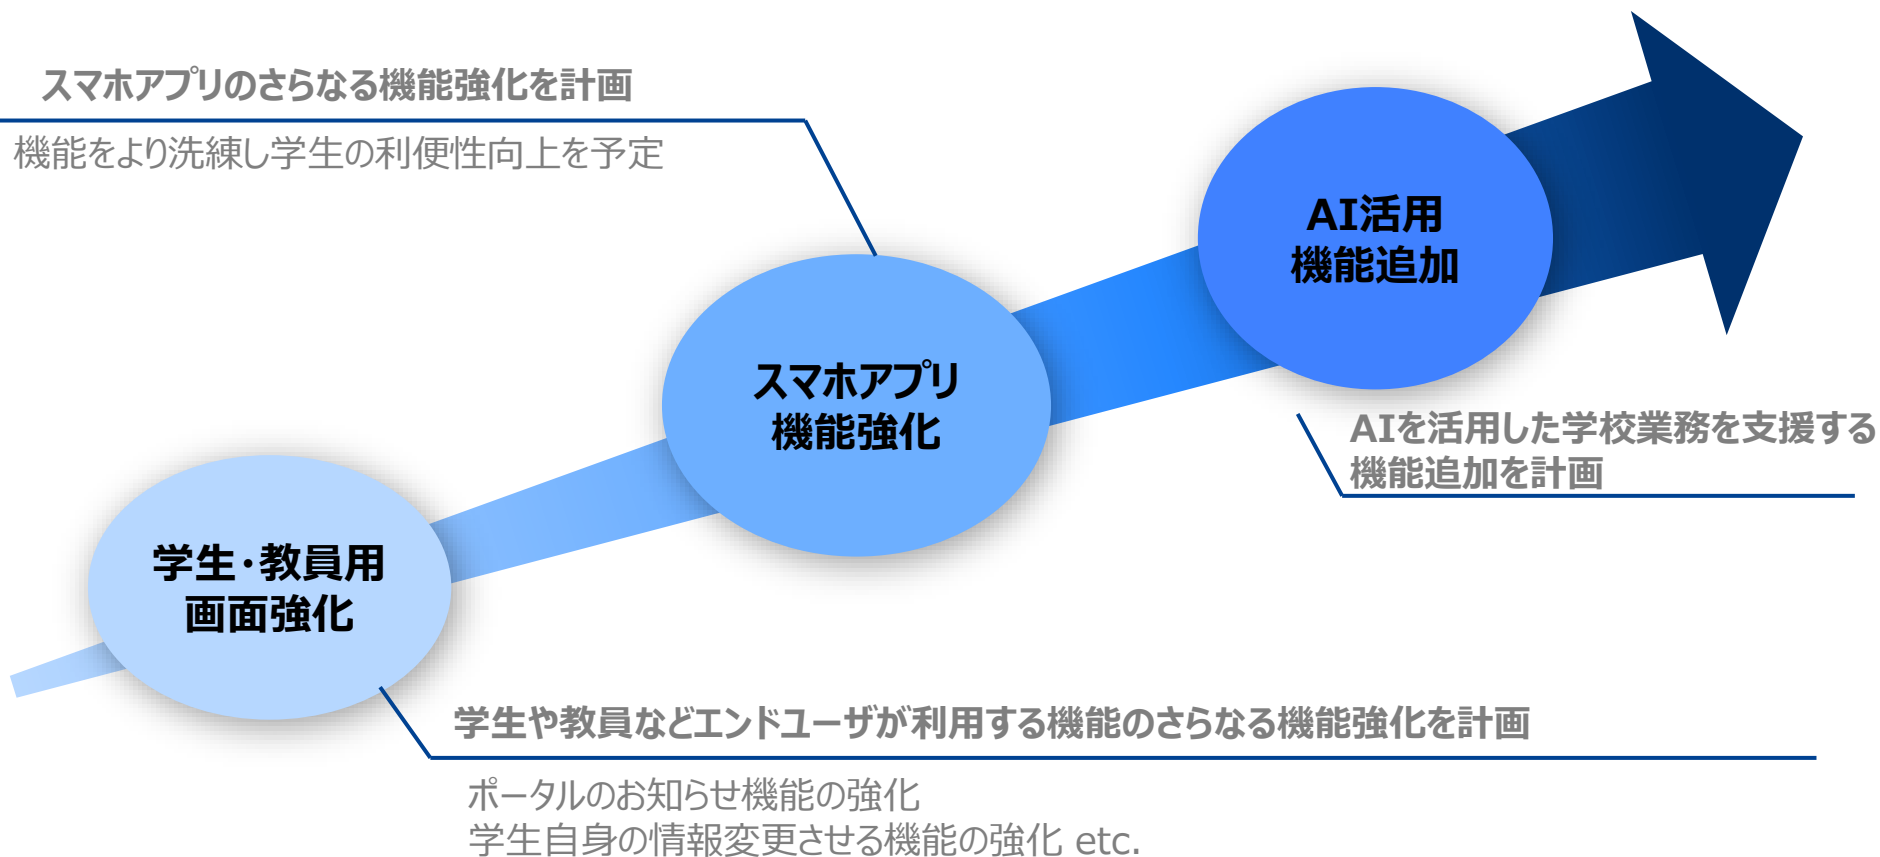 スマホアプリのさらなる機能強化を計画
機能をより洗練し学生の利便性向上を予定
AI活用
機能追加
スマホアプリ
機能強化
AIを活用した学校業務を支援する
機能追加を計画
学生・教員用
画面強化
学生や教員などエンドユーザが利用する機能のさらなる機能強化を計画
ポータルのお知らせ機能の強化
学生自身の情報変更させる機能の強化 etc.